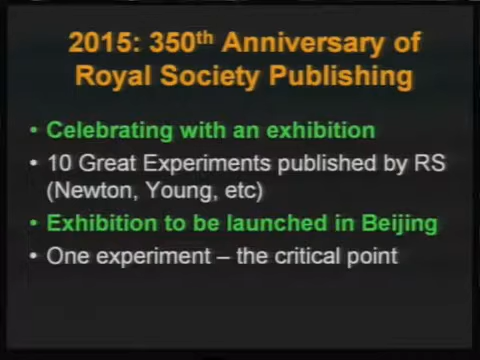 2015: 350th Anniversary of
Royal Society Publishing
• Celebrating with an exhibition
• 10 Great Experiments published by RS
(Newton, Young, etc)
• Exhibition to be launched in Beijing
• One experiment – the critical point